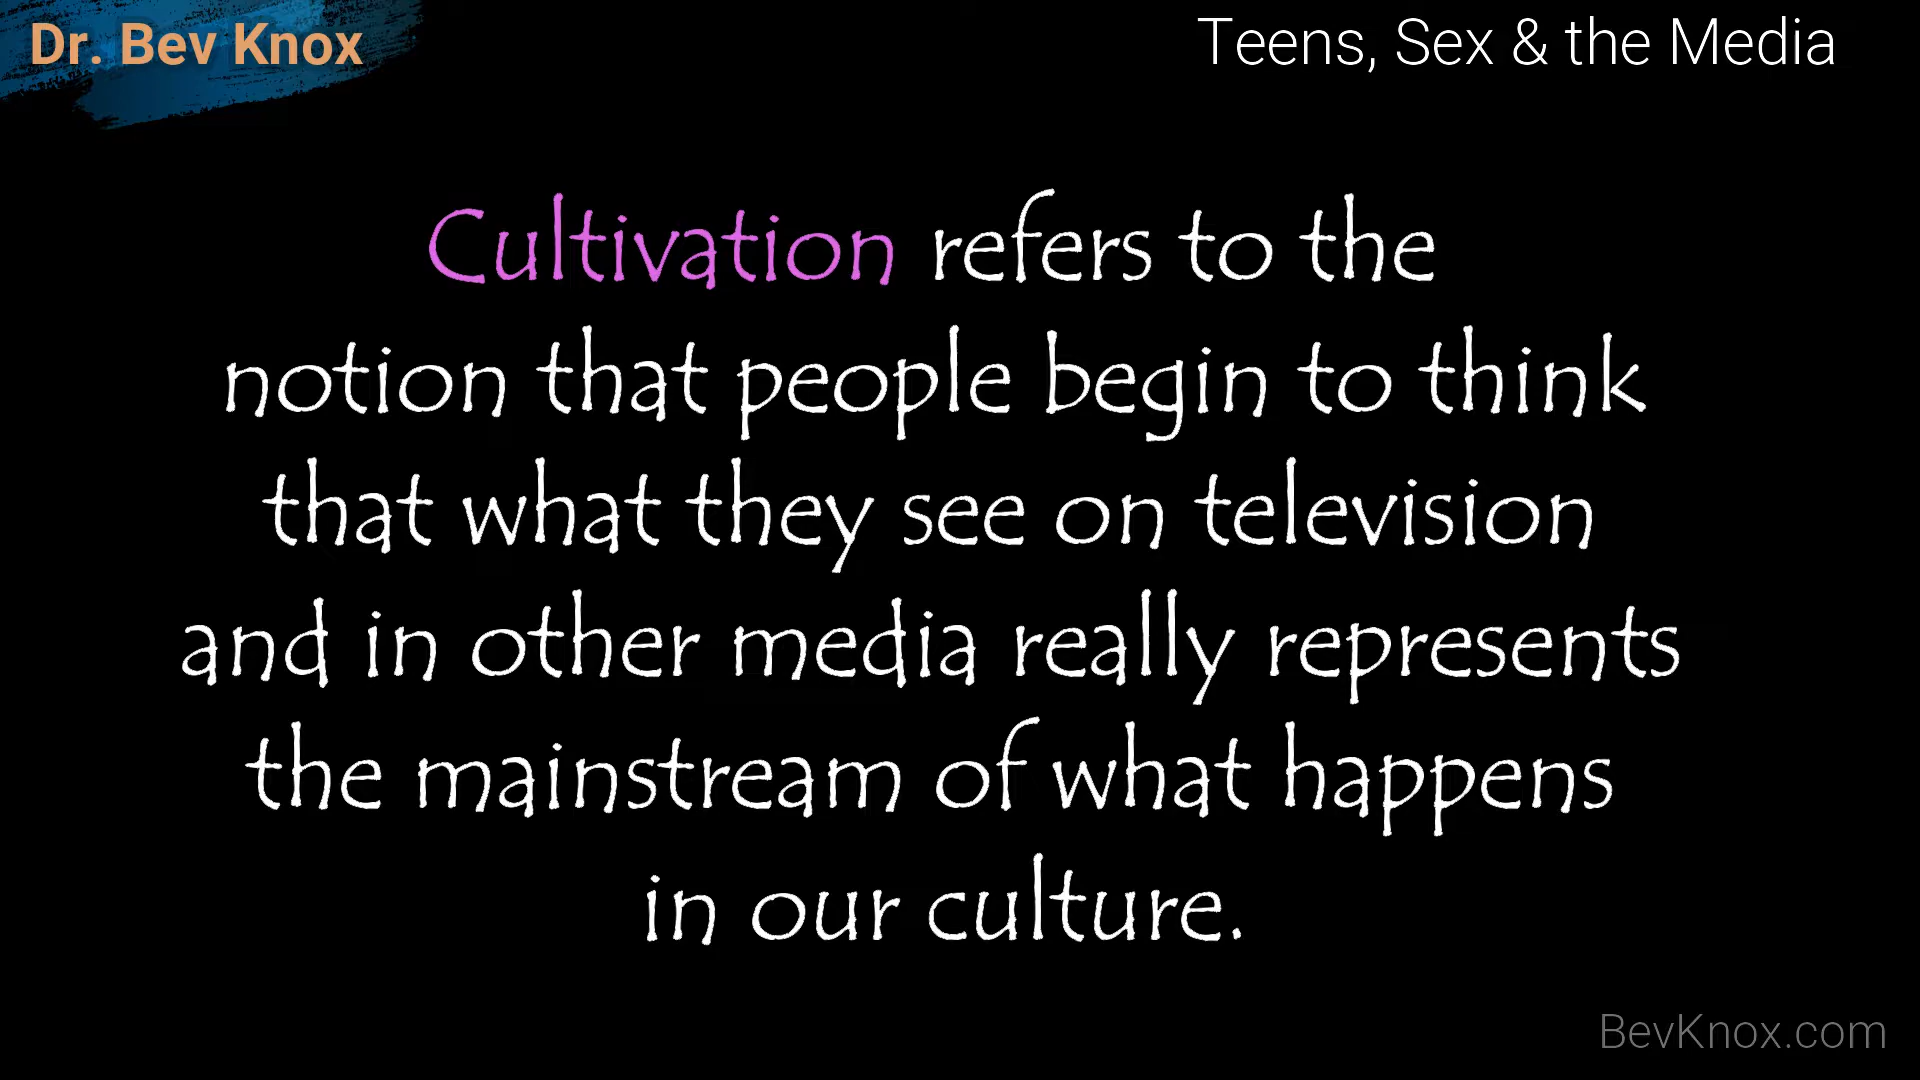 Dr. Bev Knox
Teens, Sex & the Media
Cultivation refers to the
notion that people begin to think
that what they see on television
and in other media really represents
the mainstream of what happens
in our culture.
BevKnox.com